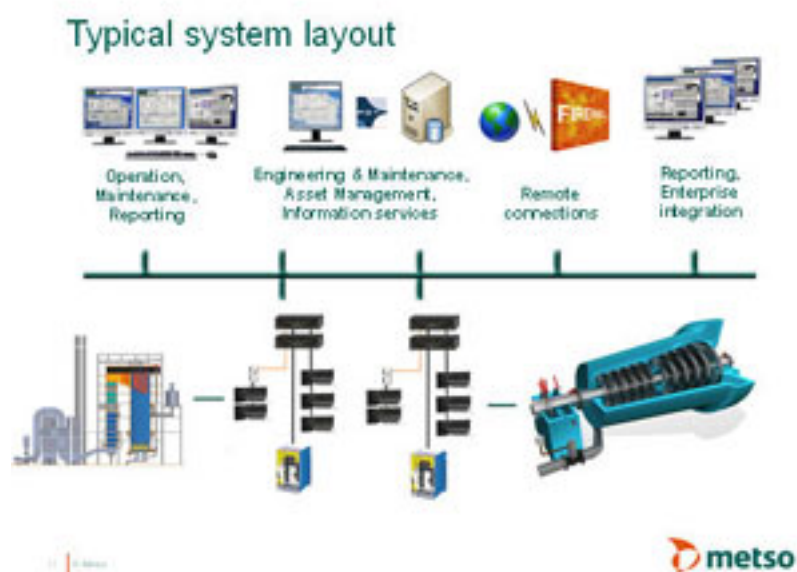 Typical system layout
Operation,
Maintenance,
Reporting
Engineering & Maintenance,
Asset Management,
Information services
Remote
connections
Reporting,
Enterprise
integration
metso